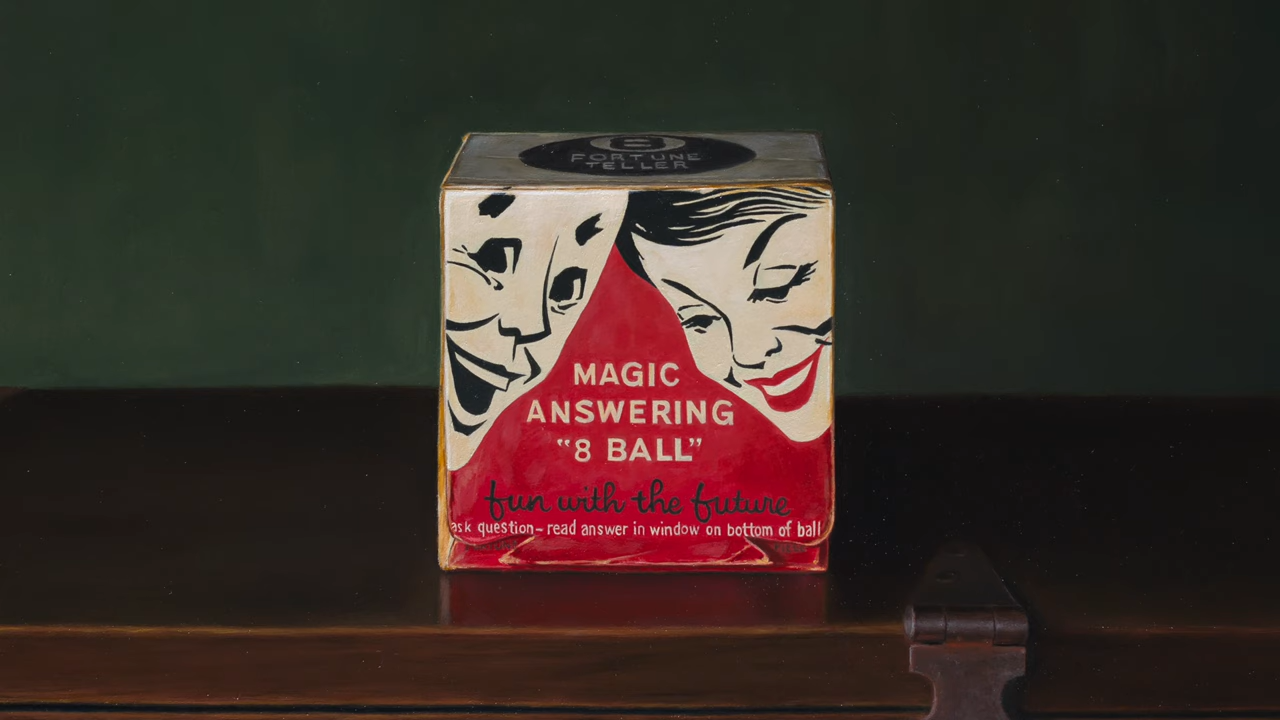 8
FORTUNE
TELLER
MAGIC
ANSWERING
“8 BALL”
fun with the future
ask question – read answer in window on bottom of ball